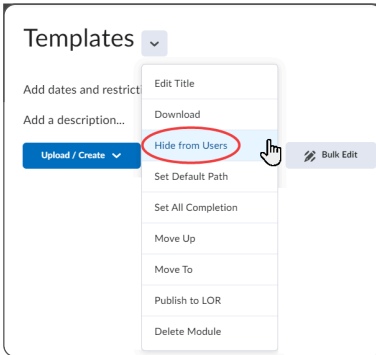 Templates
Add dates and restricti
Add a description...
Upload / Create
Bulk Edit
Edit Title
Download
Hide from Users
Set Default Path
Set All Completion
Move Up
Move To
Publish to LOR
Delete Module